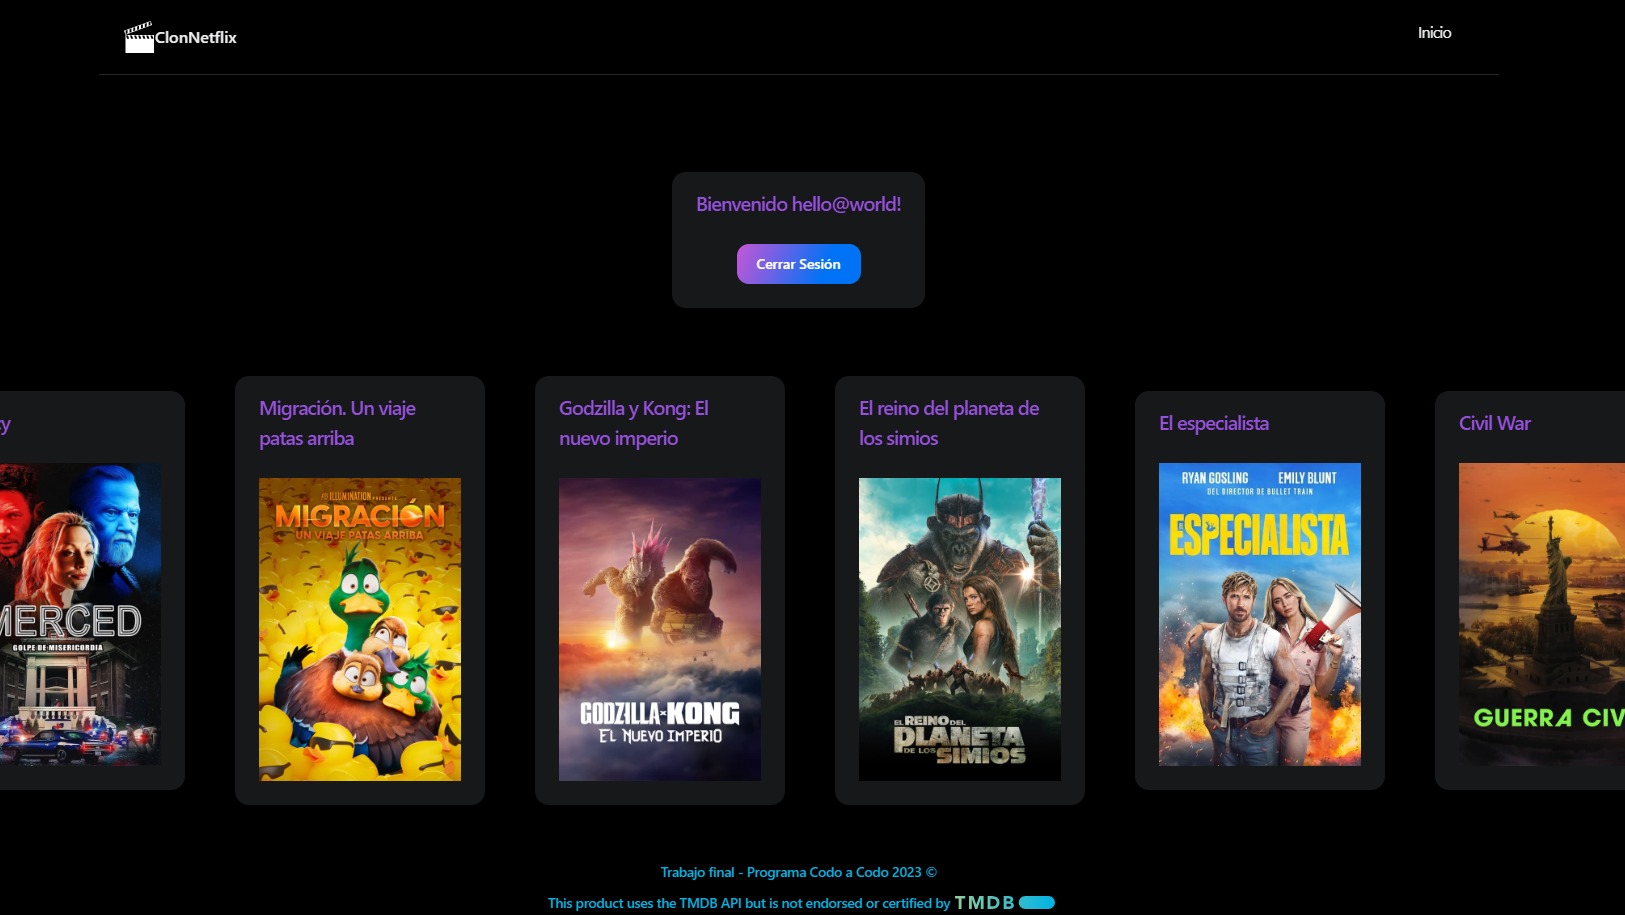 ClonNetflix
Inicio
Bienvenido hello@world!
Cerrar Sesión
Migración. Un viaje
patas arriba
ILLUMINATION PRESENTA
MIGRACIÓN
UN VIAJE PATAS ARRIBA
Godzilla y Kong: El
nuevo imperio
GODZILLA x KONG
EL NUEVO IMPERIO
El reino del planeta de
los simios
EL REINO DEL
PLANETA
DE LOS SIMIOS
El especialista
RYAN GOSLING EMILY BLUNT
DEL DIRECTOR DE BULLET TRAIN
ESPECIALISTA
Civil War
GUERRA CIV
MERCED
GOLPE DE MISERICORDIA
Trabajo final - Programa Codo a Codo 2023 ©
This product uses the TMDB API but is not endorsed or certified by TMDB